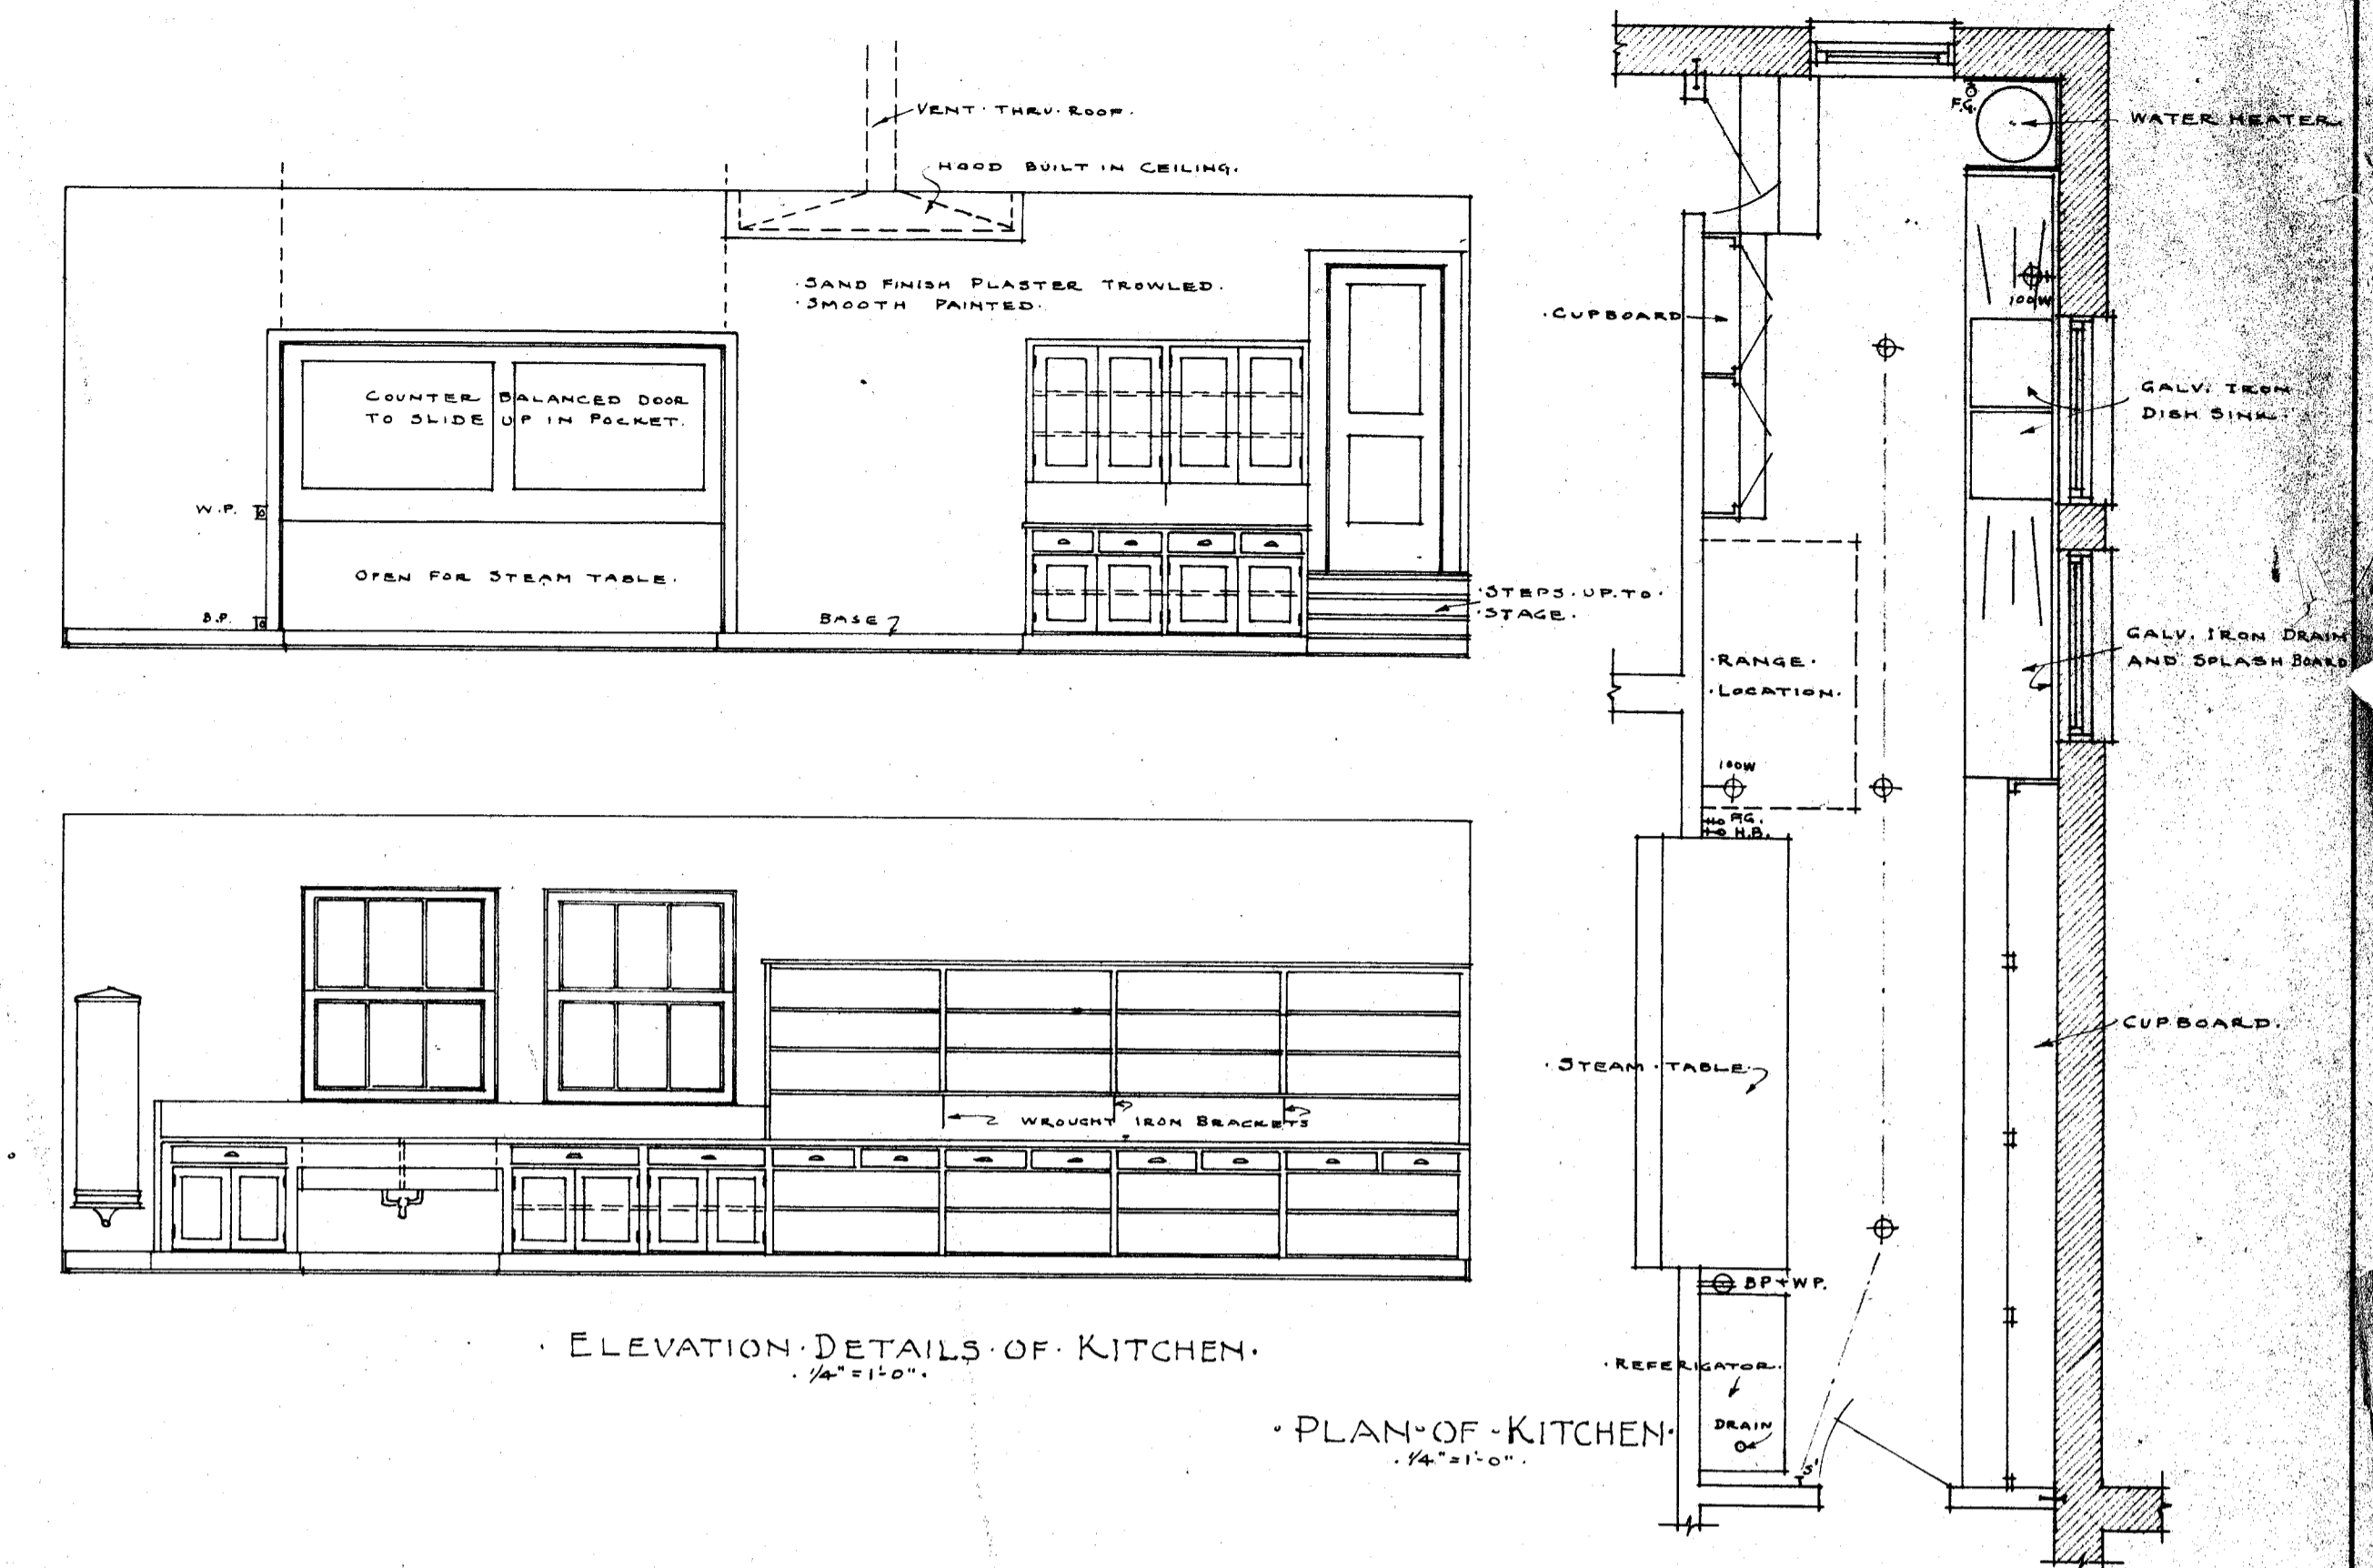 VENT · THRU · ROOF ·
HOOD BUILT IN CEILING.
· SAND FINISH PLASTER TROWLED.
· SMOOTH PAINTED ·
COUNTER BALANCED DOOR
TO SLIDE UP IN POCKET.
W.P.
OPEN FOR STEAM TABLE.
B.P.
BASE
· STEPS · UP · TO ·
· STAGE ·
WROUGHT IRON BRACKETS
· ELEVATION · DETAILS · OF · KITCHEN ·
· 1/4" = 1'-0" ·
F.G.
WATER HEATER
100W
· CUPBOARD
GALV. IRON
DISH SINK.
GALV. IRON DRAIN
AND SPLASH BOARD
· RANGE ·
· LOCATION ·
100W
F.G.
H.B.
CUPBOARD.
· STEAM · TABLE
BP + WP.
· REFERIGATOR ·
DRAIN
S'
· PLAN · OF · KITCHEN ·
· 1/4" = 1'-0" ·